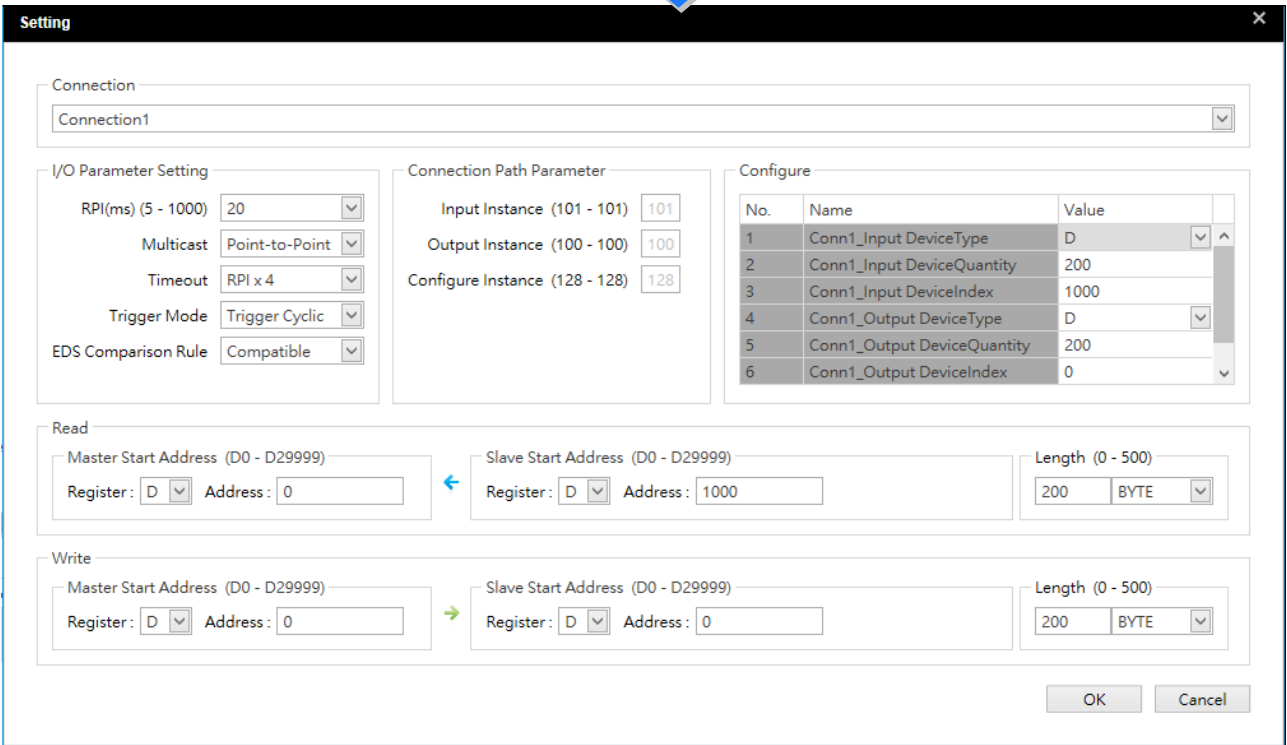 Setting
Connection
Connection1
I/O Parameter Setting
RPI(ms) (5 - 1000) 20
Multicast Point-to-Point
Timeout RPI x 4
Trigger Mode Trigger Cyclic
EDS Comparison Rule Compatible
Connection Path Parameter
Input Instance (101 - 101) 101
Output Instance (100 - 100) 100
Configure Instance (128 - 128) 128
Configure
No. Name Value
1 Conn1_Input DeviceType D
2 Conn1_Input DeviceQuantity 200
3 Conn1_Input DeviceIndex 1000
4 Conn1_Output DeviceType D
5 Conn1_Output DeviceQuantity 200
6 Conn1_Output DeviceIndex 0
Read
Master Start Address (D0 - D29999)
Register : D Address : 0
Slave Start Address (D0 - D29999)
Register : D Address : 1000
Length (0 - 500)
200 BYTE
Write
Master Start Address (D0 - D29999)
Register : D Address : 0
Slave Start Address (D0 - D29999)
Register : D Address : 0
Length (0 - 500)
200 BYTE
OK Cancel